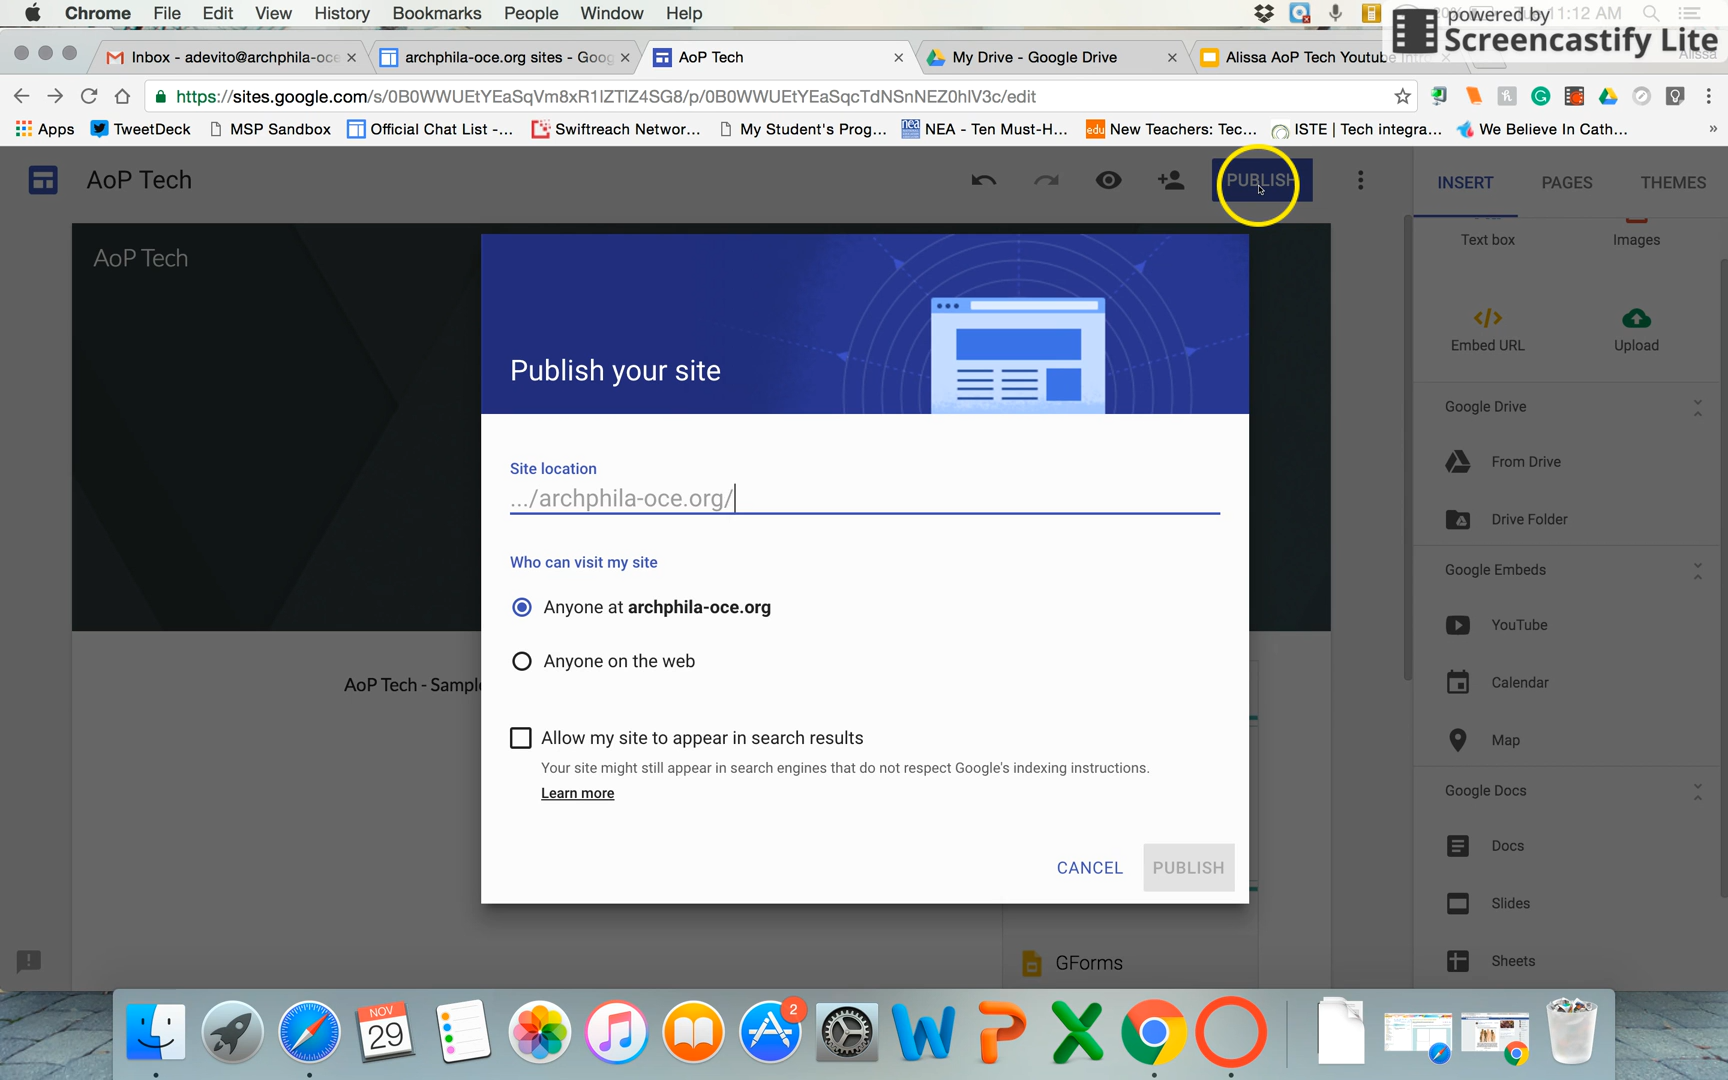 Chrome File Edit View History Bookmarks People Window Help
11:12 AM
powered by
Screencastify Lite
Inbox - adevito@archphila-oce
archphila-oce.org sites - Goog
AoP Tech
My Drive - Google Drive
Alissa AoP Tech Youtube
Alissa
https://sites.google.com/s/0B0WWUEtYEaSqVm8xR1lZTlZ4SG8/p/0B0WWUEtYEaSqcTdNSnNEZ0hlV3c/edit
Apps TweetDeck MSP Sandbox Official Chat List -... Swiftreach Networ... My Student's Prog... NEA - Ten Must-H... New Teachers: Tec... ISTE | Tech integra... We Believe In Cath... »
AoP Tech
PUBLISH
INSERT PAGES THEMES
AoP Tech
Text box Images
Embed URL Upload
Google Drive
From Drive
Drive Folder
Google Embeds
YouTube
Calendar
Map
Google Docs
Docs
Slides
Sheets
Publish your site
Site location
.../archphila-oce.org/
Who can visit my site
Anyone at archphila-oce.org
Anyone on the web
Allow my site to appear in search results
Your site might still appear in search engines that do not respect Google's indexing instructions.
Learn more
CANCEL PUBLISH
AoP Tech - Sample
GForms
NOV
29
2